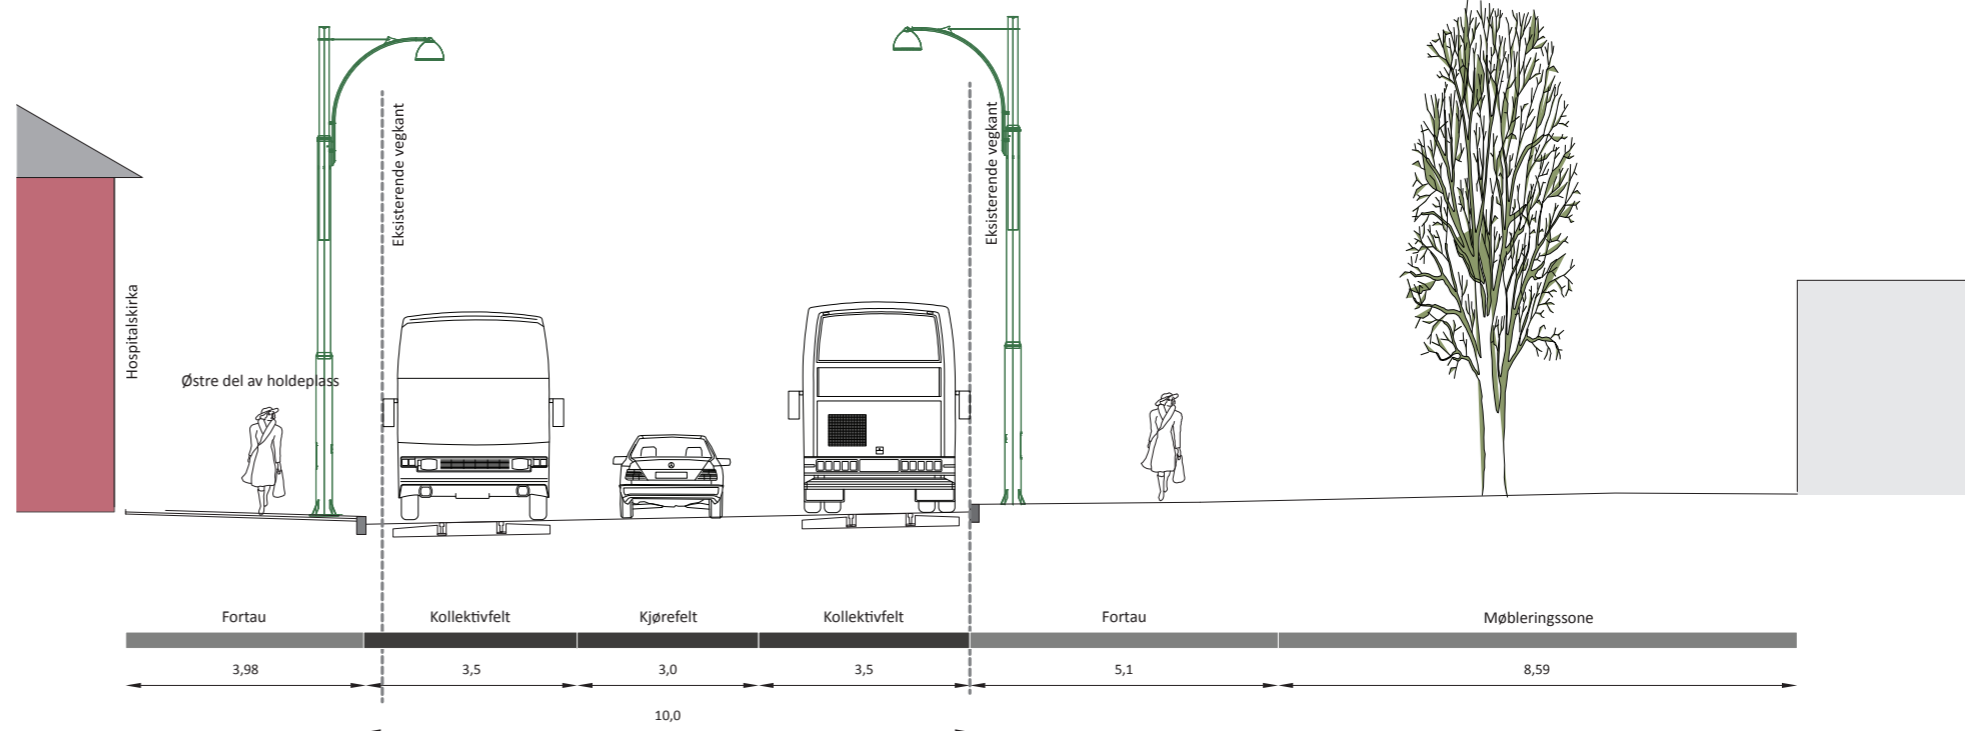 Eksisterende vegkant
Eksisterende vegkant
Hospitalskirka
Østre del av holdeplass
Fortau
Kollektivfelt
Kjørefelt
Kollektivfelt
Fortau
Møbleringssone
3,98
3,5
3,0
3,5
5,1
8,59
10,0